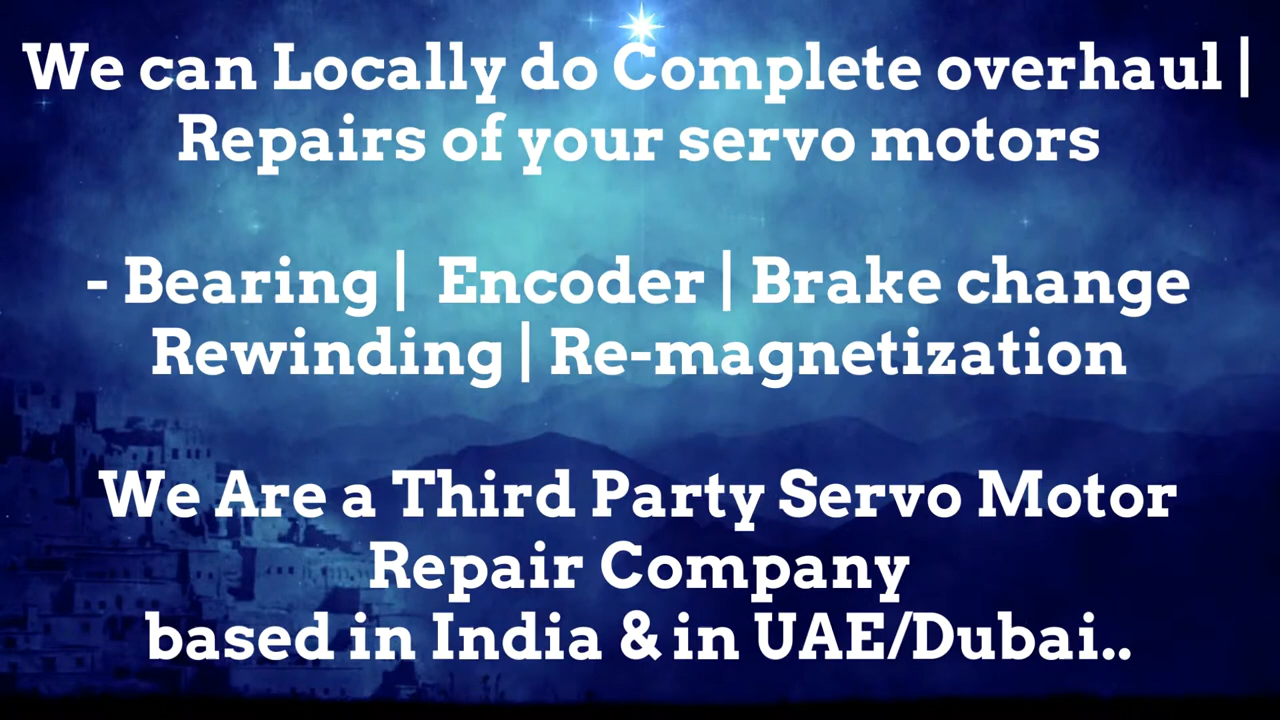 We can Locally do Complete overhaul |
Repairs of your servo motors
- Bearing | Encoder | Brake change
Rewinding | Re-magnetization
We Are a Third Party Servo Motor
Repair Company
based in India & in UAE/Dubai..